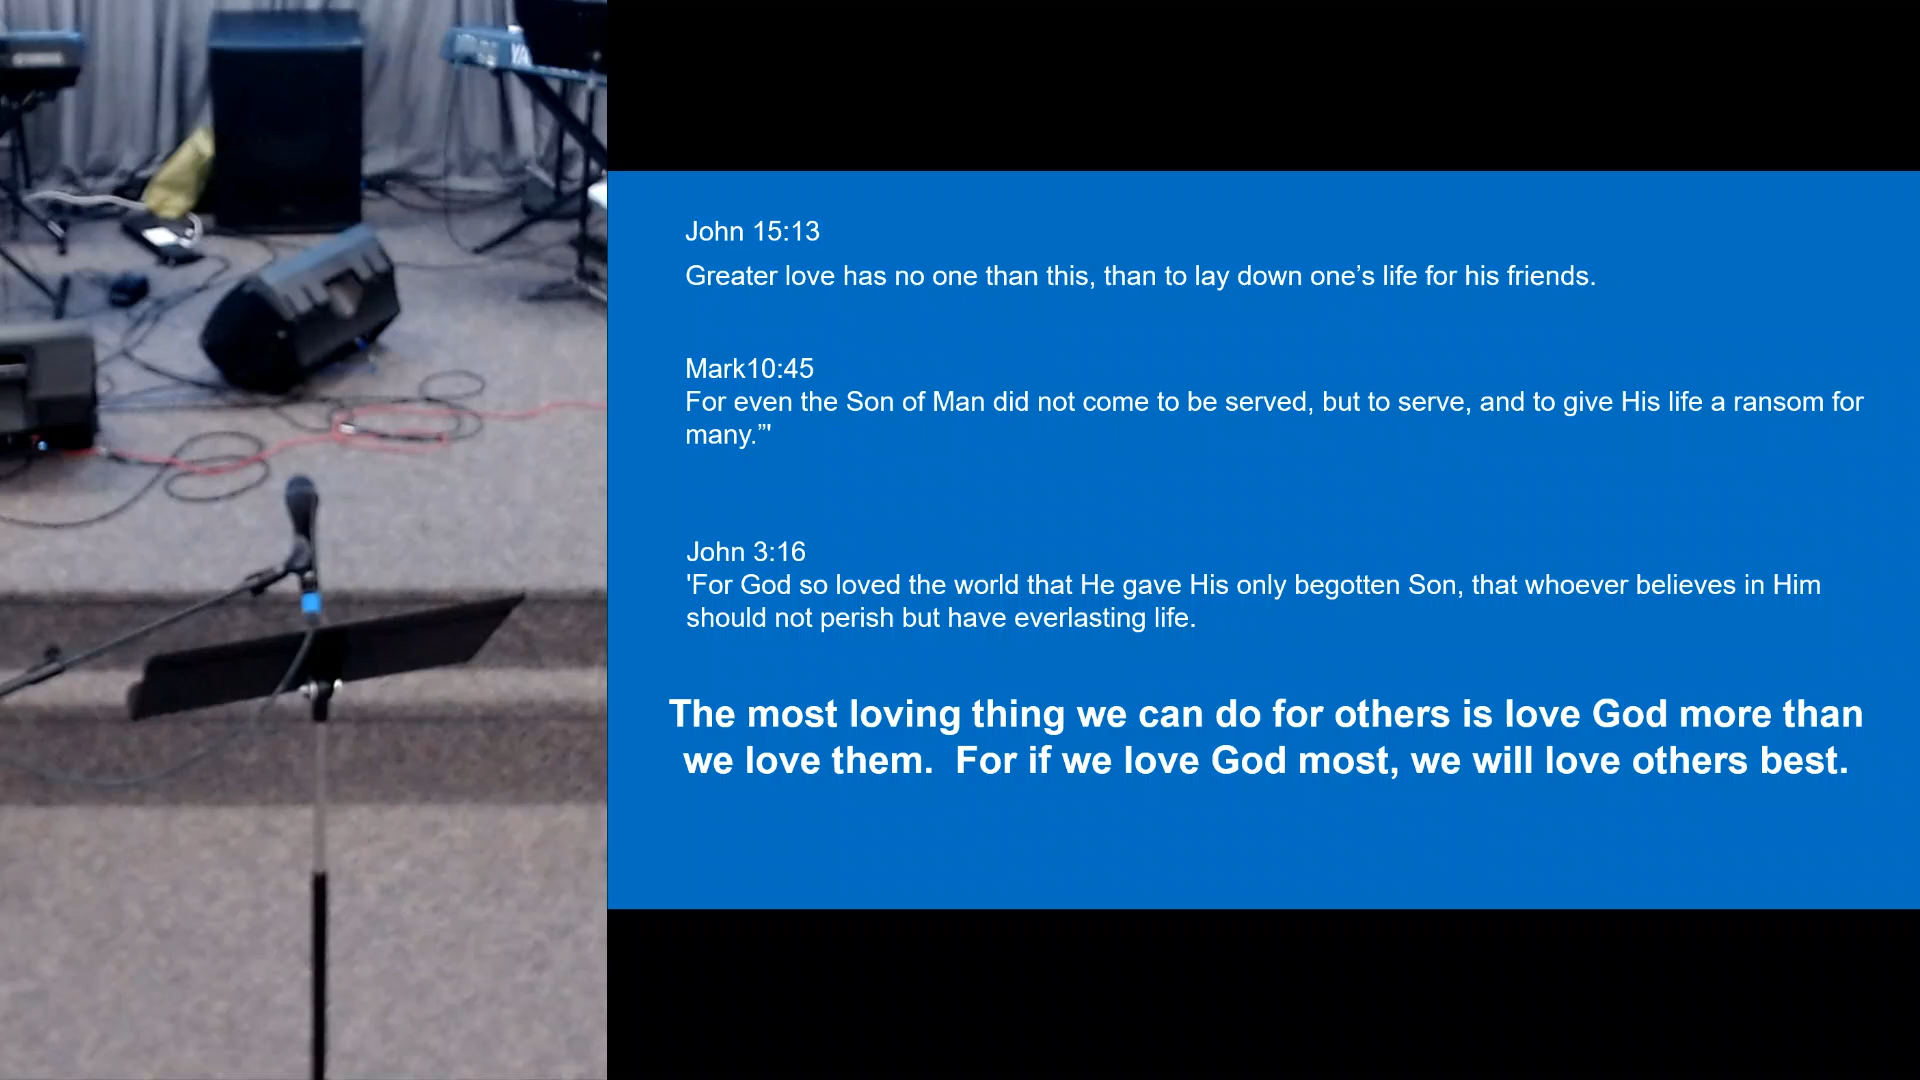 YA
John 15:13
Greater love has no one than this, than to lay down one’s life for his friends.
Mark10:45
For even the Son of Man did not come to be served, but to serve, and to give His life a ransom for
many.”'
John 3:16
'For God so loved the world that He gave His only begotten Son, that whoever believes in Him
should not perish but have everlasting life.
The most loving thing we can do for others is love God more than
we love them.  For if we love God most, we will love others best.